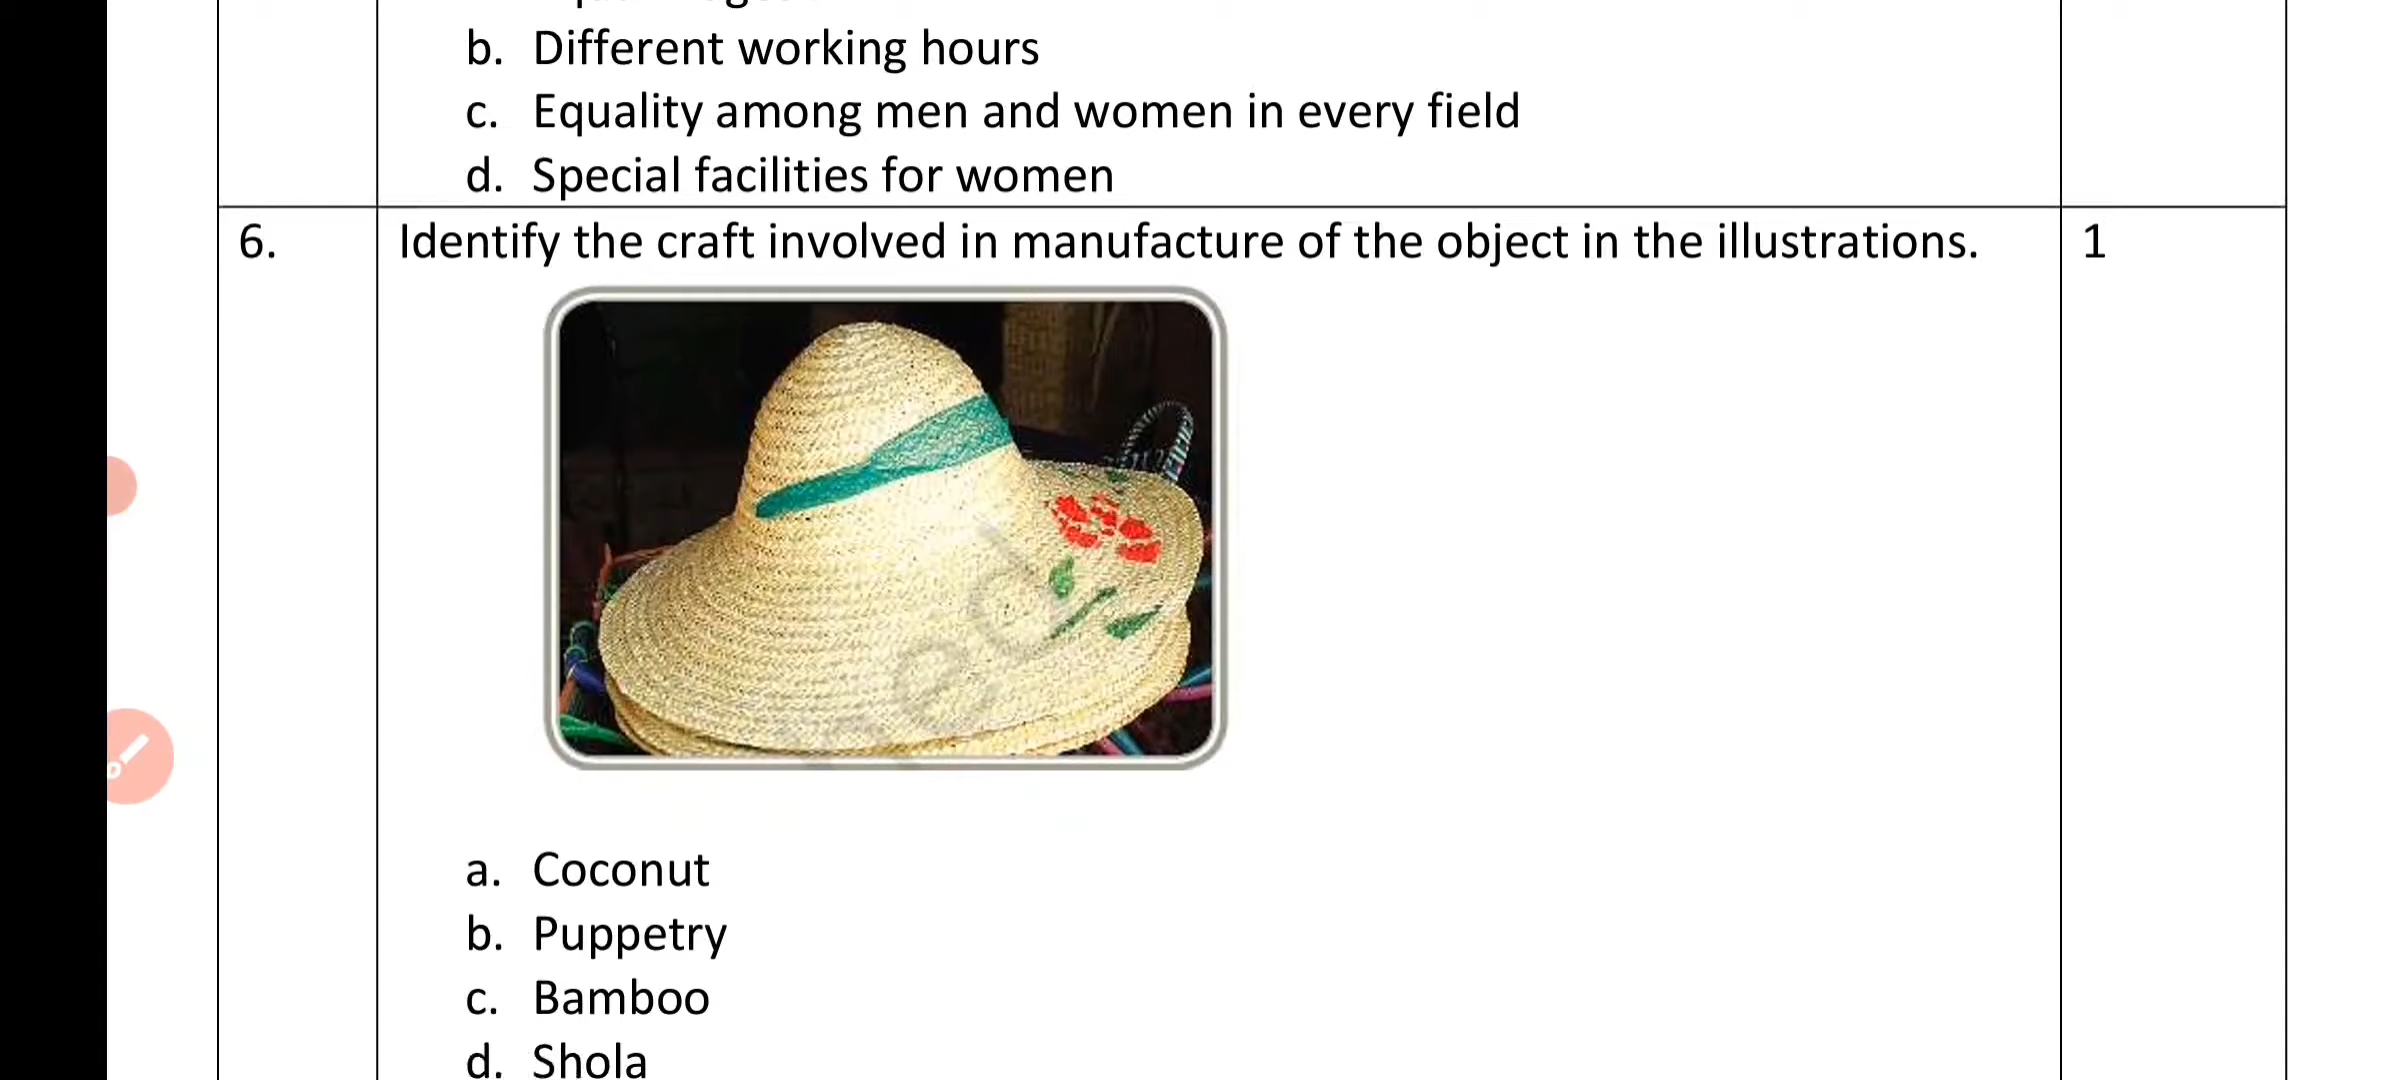 b. Different working hours
c. Equality among men and women in every field
d. Special facilities for women
6. Identify the craft involved in manufacture of the object in the illustrations. 1
a. Coconut
b. Puppetry
c. Bamboo
d. Shola